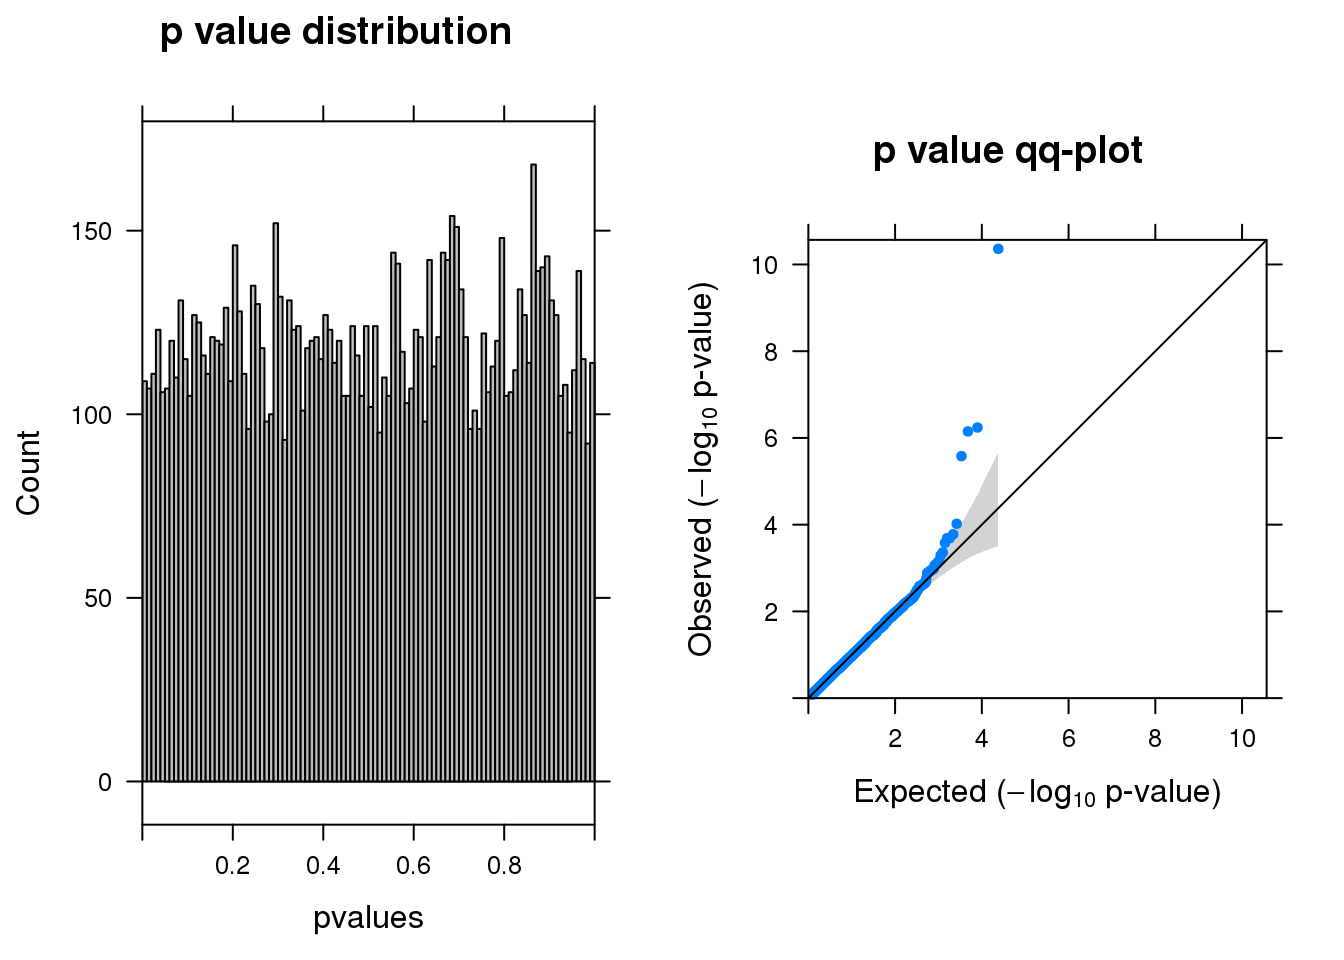 p value distribution
Count
150
100
50
0
0.2 0.4 0.6 0.8
pvalues
p value qq-plot
Observed (−log10 p-value)
10
8
6
4
2
2 4 6 8 10
Expected (−log10 p-value)